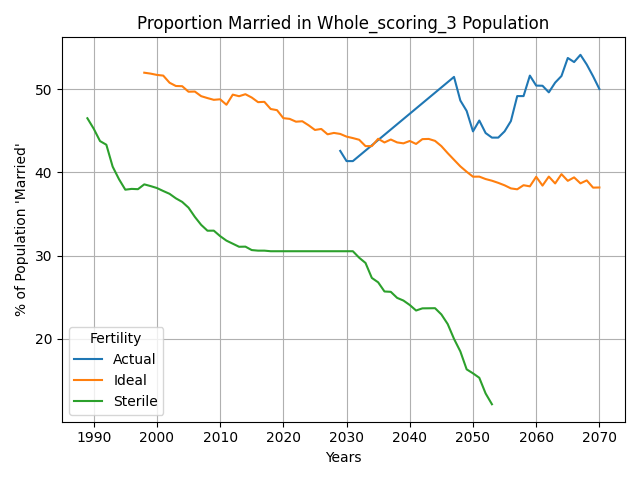 Proportion Married in Whole_scoring_3 Population
% of Population 'Married'
50
40
30
20
Fertility
Actual
Ideal
Sterile
1990 2000 2010 2020 2030 2040 2050 2060 2070
Years